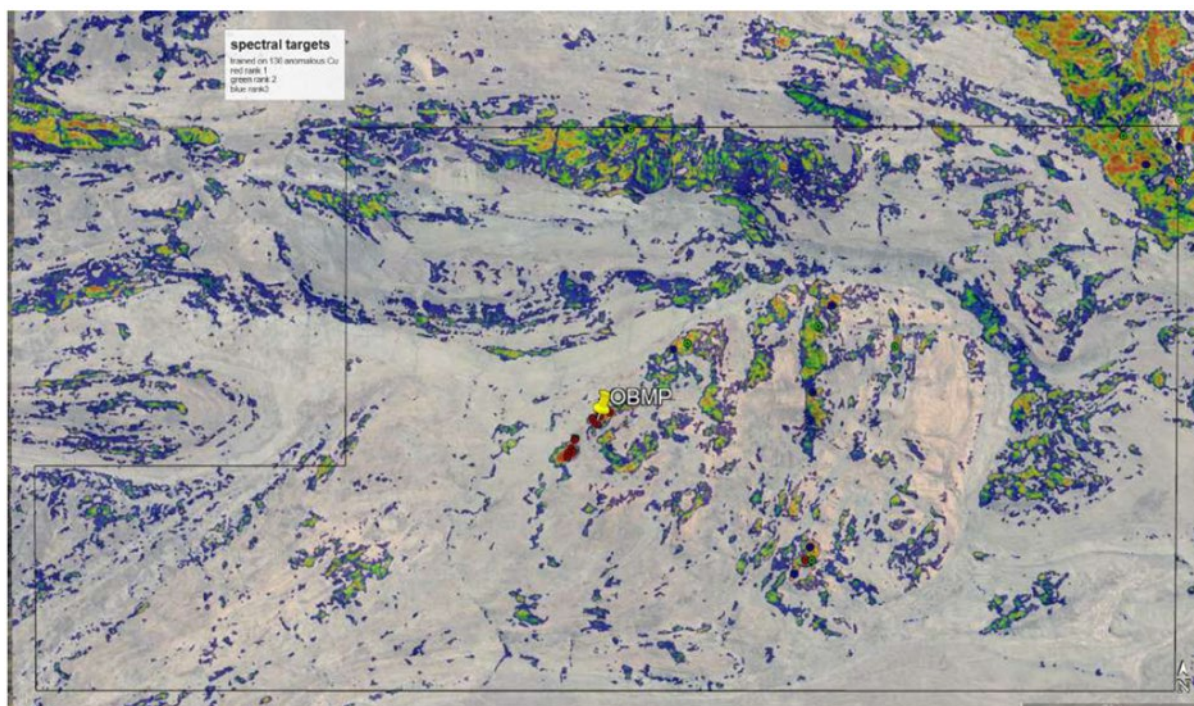 spectral targets
trained on 136 anomalous Cu
red rank 1
green rank 2
blue rank3
OBMP